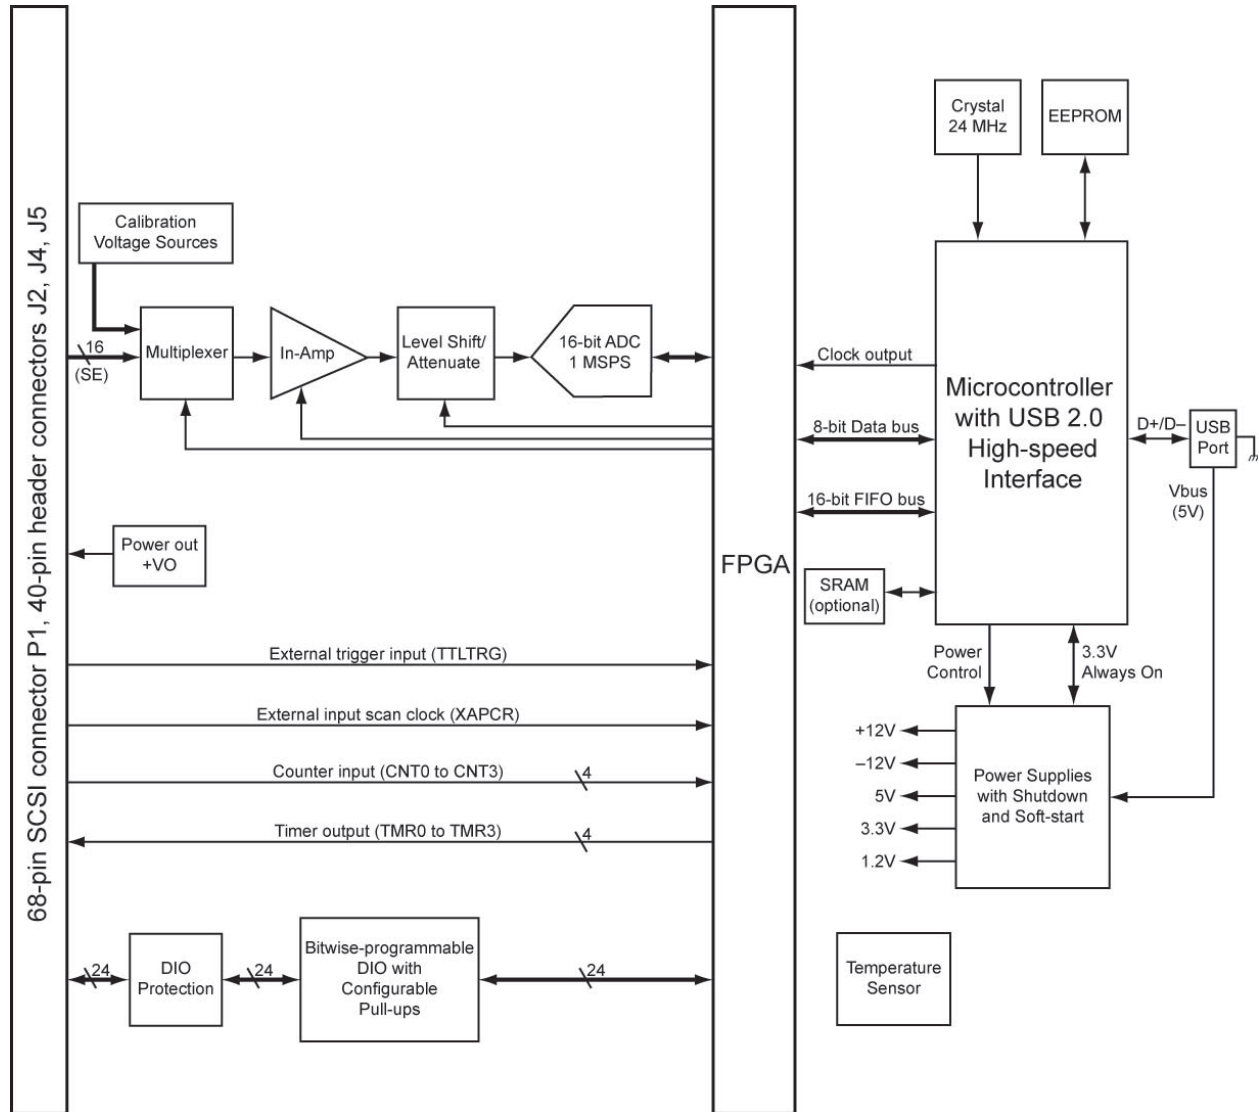 68-pin SCSI connector P1, 40-pin header connectors J2, J4, J5
Calibration
Voltage Sources
16
(SE)
Multiplexer
In-Amp
Level Shift/
Attenuate
16-bit ADC
1 MSPS
Power out
+VO
External trigger input (TTLTRG)
External input scan clock (XAPCR)
Counter input (CNT0 to CNT3)
4
Timer output (TMR0 to TMR3)
4
24
DIO
Protection
24
Bitwise-programmable
DIO with
Configurable
Pull-ups
24
FPGA
Crystal
24 MHz
EEPROM
Clock output
8-bit Data bus
16-bit FIFO bus
Microcontroller
with USB 2.0
High-speed
Interface
D+/D–
USB
Port
Vbus
(5V)
SRAM
(optional)
Power
Control
3.3V
Always On
+12V
–12V
5V
3.3V
1.2V
Power Supplies
with Shutdown
and Soft-start
Temperature
Sensor